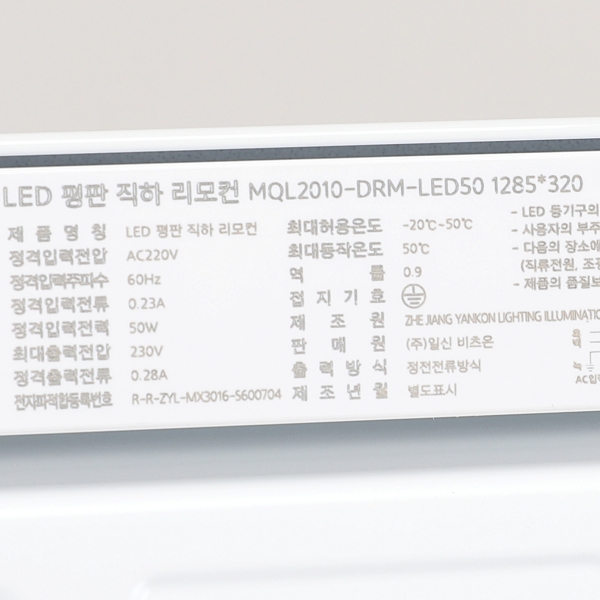 LED 평판 직하 리모컨 MQL2010-DRM-LED50 1285*320
제품명칭 LED 평판 직하 리모컨
정격입력전압 AC220V
정격입력주파수 60Hz
정격입력전류 0.23A
정격입력전력 50W
최대출력전압 230V
정격출력전류 0.28A
전자파적합등록번호 R-R-ZYL-MX3016-5600704
최대허용온도 -20℃~50℃
최대동작온도 50℃
역률 0.9
접지기호
제조원 ZHE JIANG YANKON LIGHTING ILLUMINATIO
판매원 (주)일신 비츠온
출력방식 정전전류방식
제조년월 별도표시
- LED 등기구의
- 사용자의 부주
- 다음의 장소에
(직류전원, 조광
- 제품의 품질보
AC입